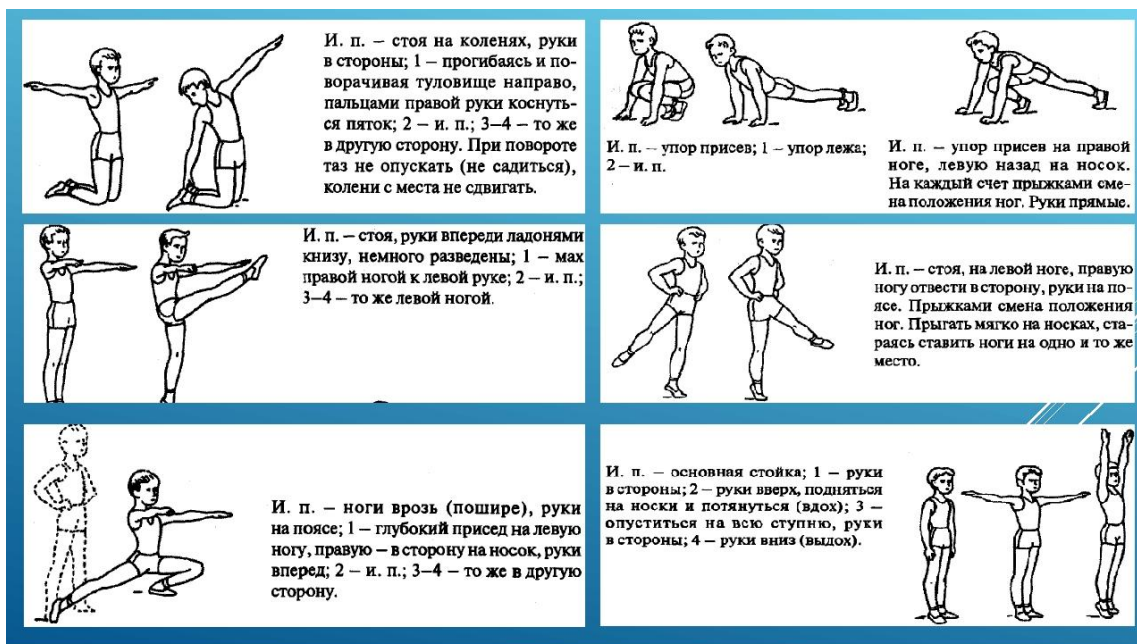 И. п. – стоя на коленях, руки
в стороны; 1 – прогибаясь и по-
ворачивая туловище направо,
пальцами правой руки коснуть-
ся пяток; 2 – и. п.; 3–4 – то же
в другую сторону. При повороте
таз не опускать (не садиться),
колени с места не сдвигать.
И. п. – упор присев; 1 – упор лежа;
2 – и. п.
И. п. – упор присев на правой
ноге, левую назад на носок.
На каждый счет прыжками сме-
на положения ног. Руки прямые.
И. п. – стоя, руки впереди ладонями
книзу, немного разведены; 1 – мах
правой ногой к левой руке; 2 – и. п.;
3–4 – то же левой ногой.
И. п. – стоя, на левой ноге, правую
ногу отвести в сторону, руки на по-
ясе. Прыжками смена положения
ног. Прыгать мягко на носках, ста-
раясь ставить ноги на одно и то же
место.
И. п. – ноги врозь (пошире), руки
на поясе; 1 – глубокий присед на левую
ногу, правую – в сторону на носок, руки
вперед; 2 – и. п.; 3–4 – то же в другую
сторону.
И. п. – основная стойка; 1 – руки
в стороны; 2 – руки вверх, подняться
на носки и потянуться (вдох); 3 –
опуститься на всю ступню, руки
в стороны; 4 – руки вниз (выдох).